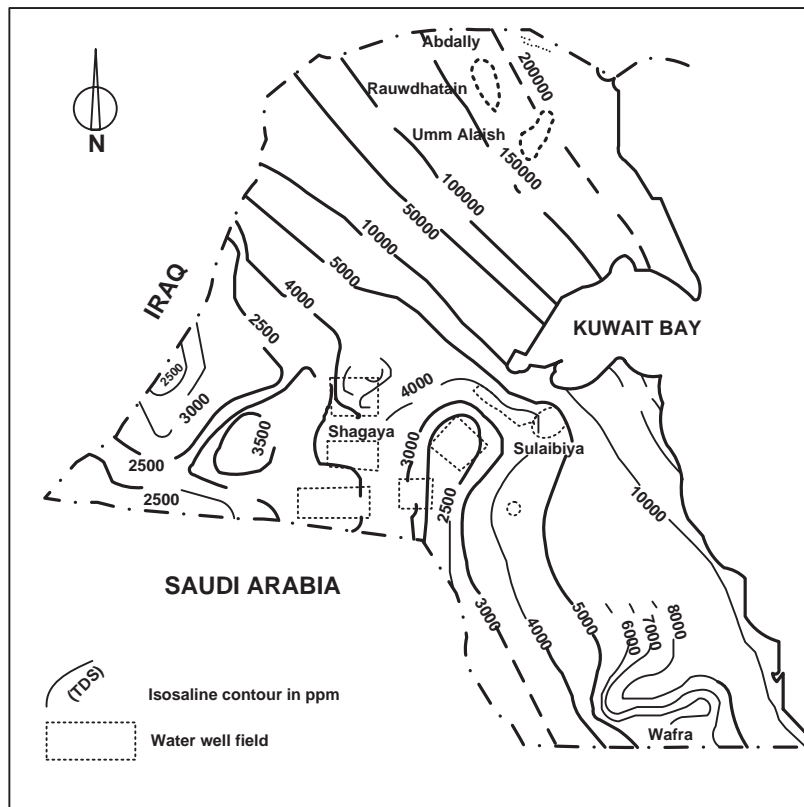 Abdally
200000
Rauwdhatain
Umm Alaish
N
150000
100000
50000
10000
5000
4000
2500
IRAQ
KUWAIT BAY
2500
3000
4000
3500
Shagaya
3000
Sulaibiya
2500
2500
2500
10000
SAUDI ARABIA
3000
4000
5000
6000
7000
8000
(TDS)
Isosaline contour in ppm
Water well field
Wafra